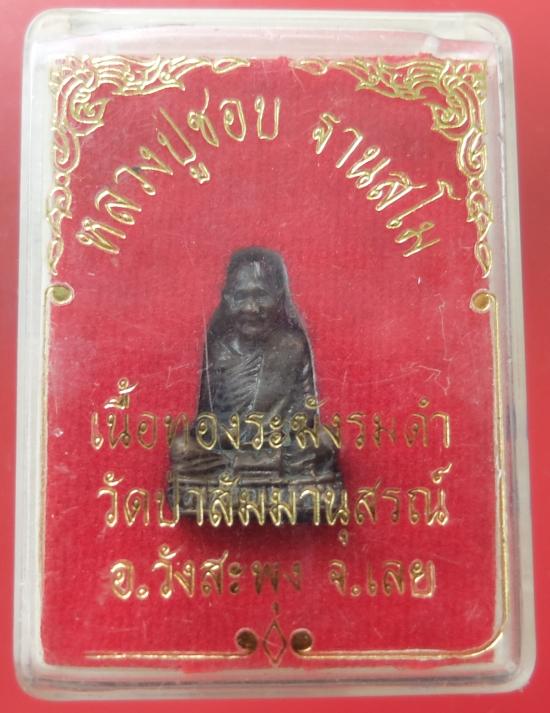 หลวงปู่ชอบ ฐานสโม
เนื้อทองระฆังรมดำ
วัดป่าสัมมานุสรณ์
อ.วังสะพุง จ.เลย